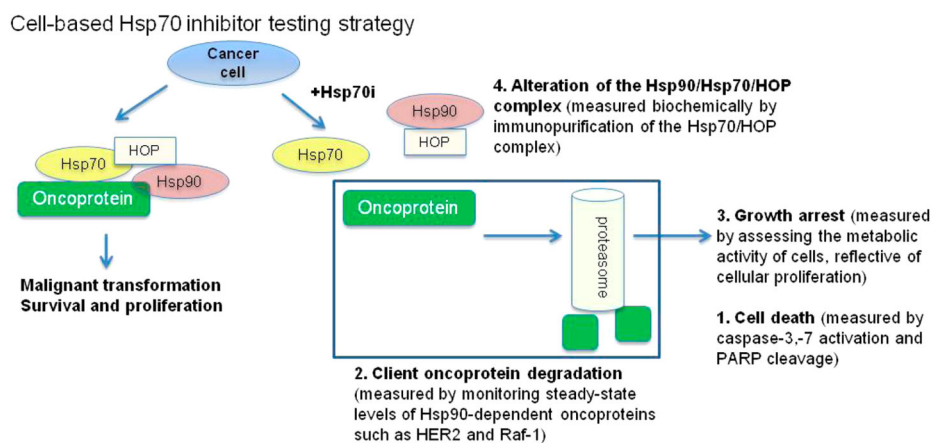 Cell-based Hsp70 inhibitor testing strategy
Cancer
cell
+Hsp70i
Hsp70
HOP
Hsp90
Oncoprotein
Malignant transformation
Survival and proliferation
Hsp70
Hsp90
HOP
4. Alteration of the Hsp90/Hsp70/HOP
complex (measured biochemically by
immunopurification of the Hsp70/HOP
complex)
Oncoprotein
proteasome
3. Growth arrest (measured
by assessing the metabolic
activity of cells, reflective of
cellular proliferation)
1. Cell death (measured by
caspase-3,-7 activation and
PARP cleavage)
2. Client oncoprotein degradation
(measured by monitoring steady-state
levels of Hsp90-dependent oncoproteins
such as HER2 and Raf-1)